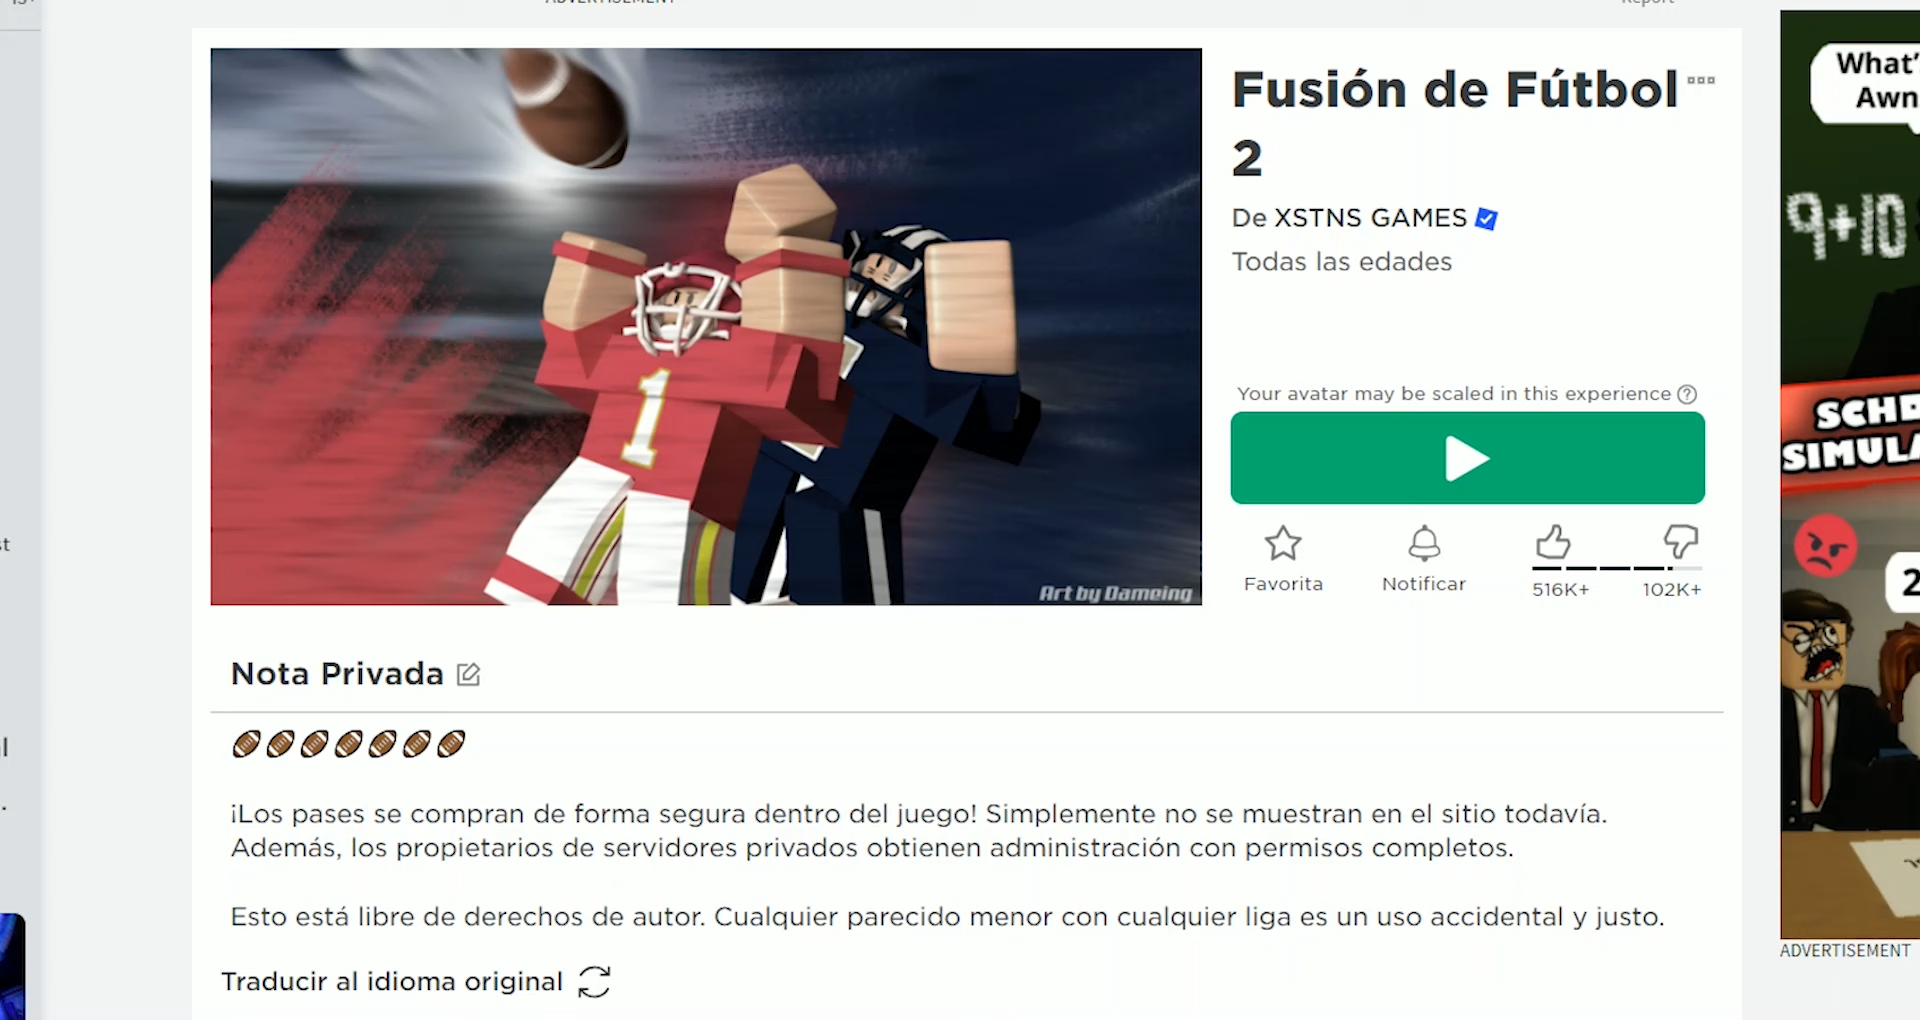 ADVERTISEMENT
Report
Fusión de Fútbol
2
De XSTNS GAMES
Todas las edades
Your avatar may be scaled in this experience
Favorita
Notificar
516K+
102K+
1
Art by Dameing
Nota Privada
¡Los pases se compran de forma segura dentro del juego! Simplemente no se muestran en el sitio todavía.
Además, los propietarios de servidores privados obtienen administración con permisos completos.
Esto está libre de derechos de autor. Cualquier parecido menor con cualquier liga es un uso accidental y justo.
Traducir al idioma original
What'
Awn
9+10
SCHO
SIMULA
2
ADVERTISEMENT